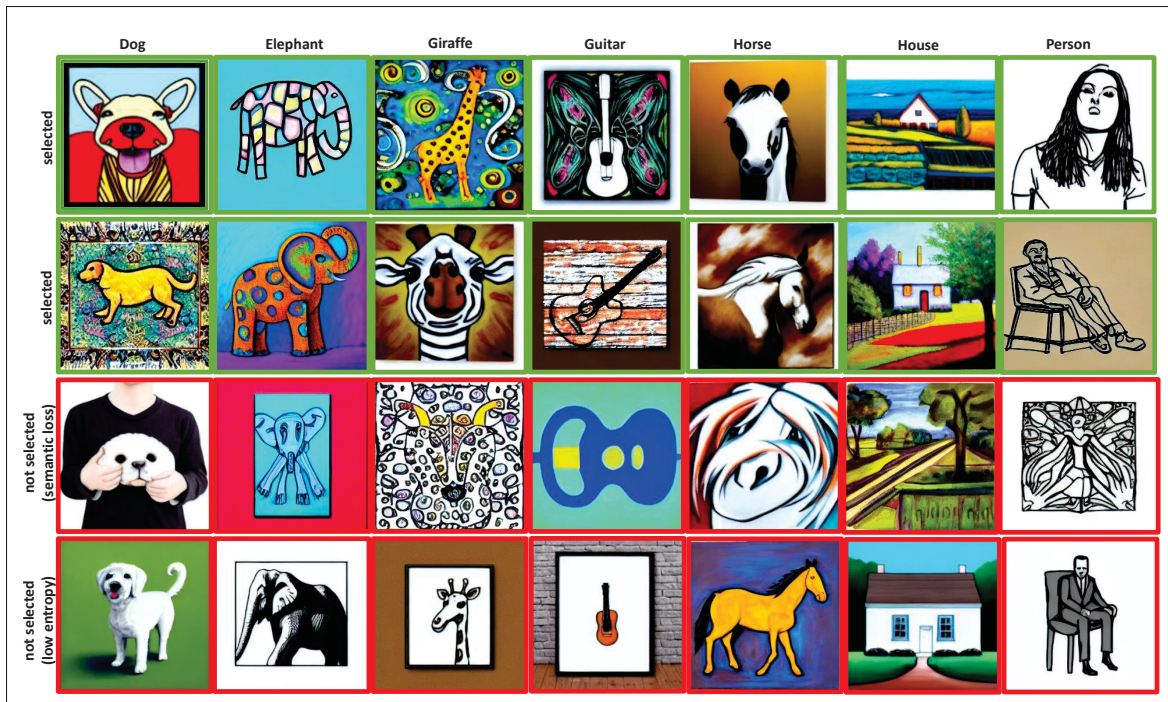 Dog Elephant Giraffe Guitar Horse House Person
selected
selected
not selected
(semantic loss)
not selected
(low entropy)